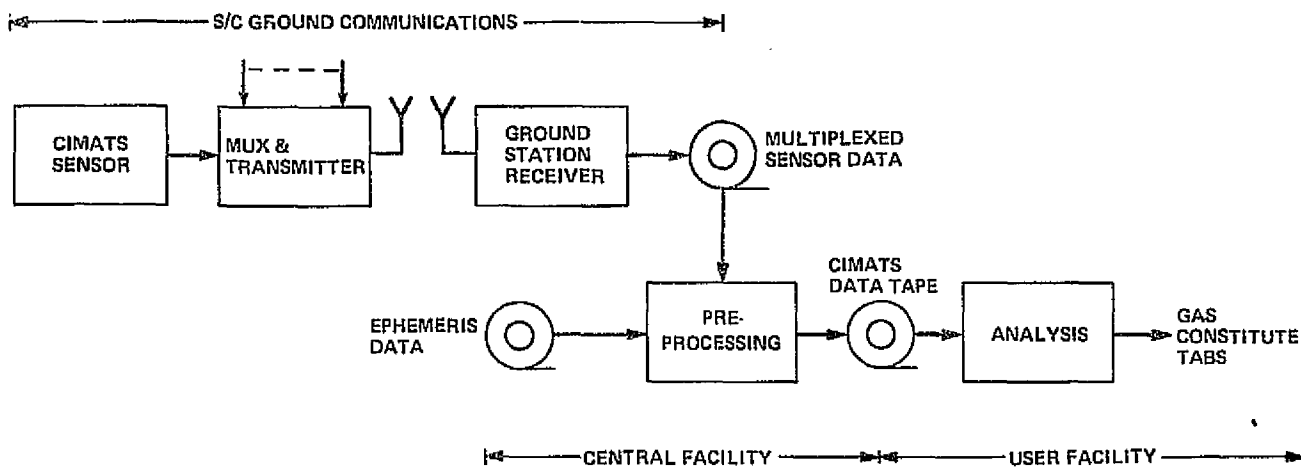 S/C GROUND COMMUNICATIONS
CIMATS
SENSOR
MUX &
TRANSMITTER
GROUND
STATION
RECEIVER
MULTIPLEXED
SENSOR DATA
EPHEMERIS
DATA
PRE-
PROCESSING
CIMATS
DATA TAPE
ANALYSIS
GAS
CONSTITUTE
TABS
CENTRAL FACILITY
USER FACILITY